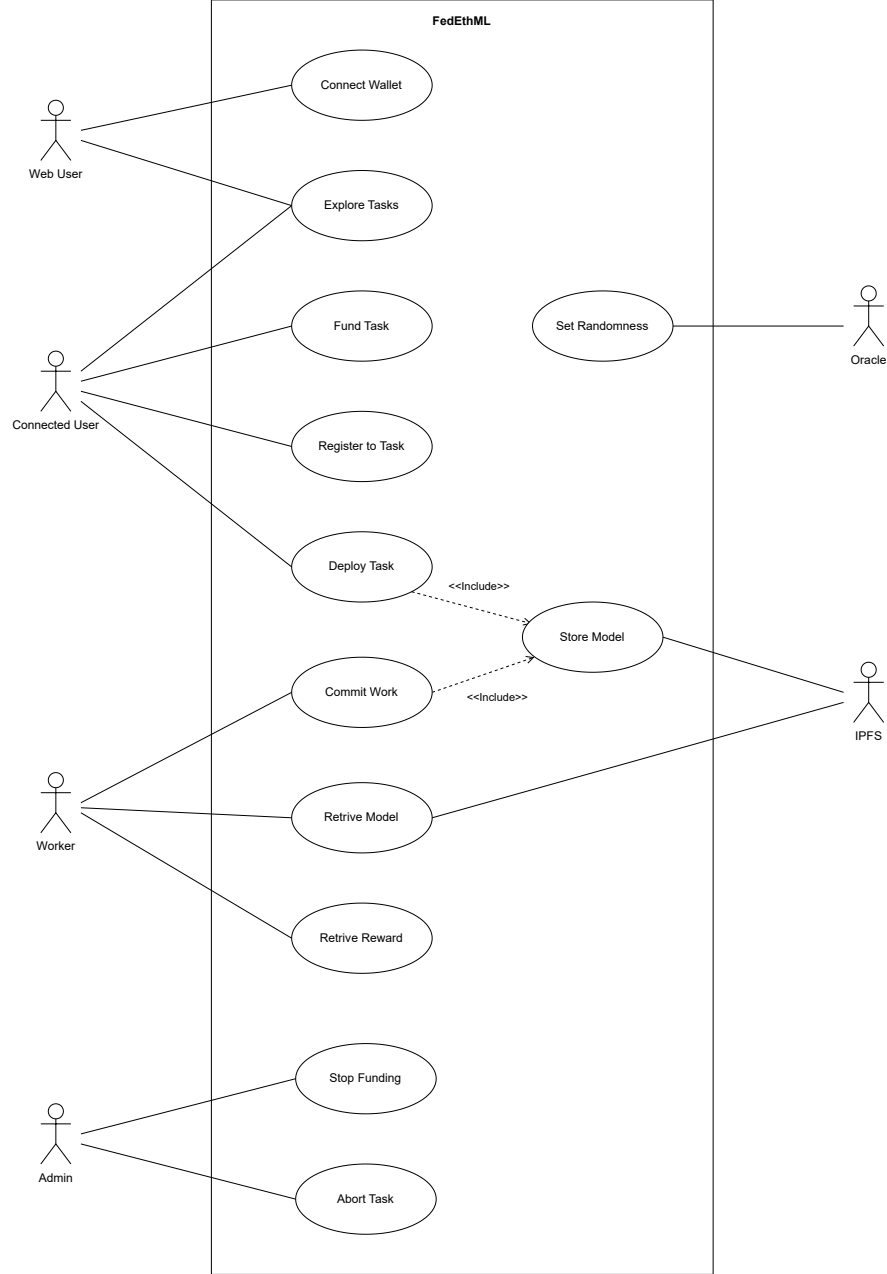 FedEthML
Connect Wallet
Web User
Explore Tasks
Fund Task
Set Randomness
Oracle
Connected User
Register to Task
Deploy Task
<<Include>>
Store Model
Commit Work
<<Include>>
IPFS
Retrive Model
Worker
Retrive Reward
Stop Funding
Admin
Abort Task